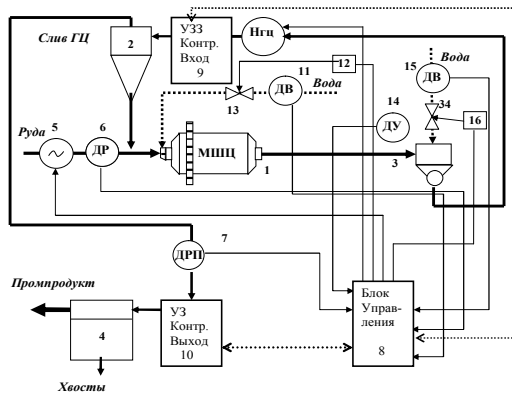 Слив ГЦ
2
УЗЗ
Контр.
Вход
9
Нгц
11
12
ДВ
Вода
13
Вода
15
ДВ
34
16
14
ДУ
Руда
5
6
ДР
МШЦ
1
3
7
ДРП
Промпродукт
4
Хвосты
УЗ
Контр.
Выход
10
Блок
Управ-
ления
8